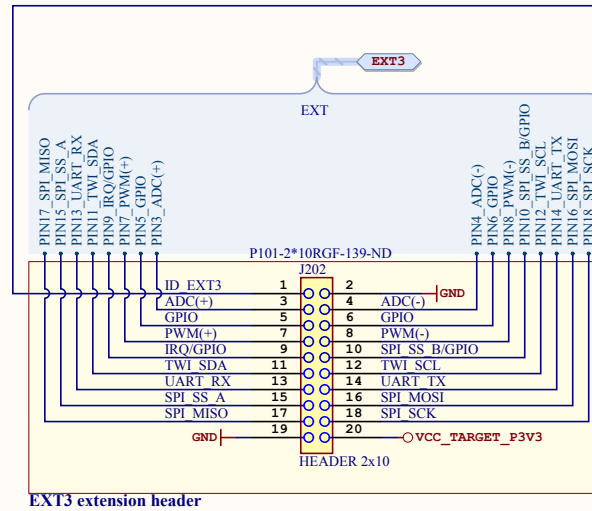 EXT3
EXT
PIN17_SPI_MISO
PIN15_SPI_SS_A
PIN13_UART_RX
PIN11_TWI_SDA
PIN9_IRQ/GPIO
PIN7_PWM(+)
PIN5_GPIO
PIN3_ADC(+)
PIN4_ADC(-)
PIN6_GPIO
PIN8_PWM(-)
PIN10_SPI_SS_B/GPIO
PIN12_TWI_SCL
PIN14_UART_TX
PIN16_SPI_MOSI
PIN18_SPI_SCK
P101-2*10RGF-139-ND
J202
ID_EXT3 1 2 GND
ADC(+) 3 4 ADC(-)
GPIO 5 6 GPIO
PWM(+) 7 8 PWM(-)
IRQ/GPIO 9 10 SPI_SS_B/GPIO
TWI_SDA 11 12 TWI_SCL
UART_RX 13 14 UART_TX
SPI_SS_A 15 16 SPI_MOSI
SPI_MISO 17 18 SPI_SCK
GND 19 20 VCC_TARGET_P3V3
HEADER 2x10
EXT3 extension header